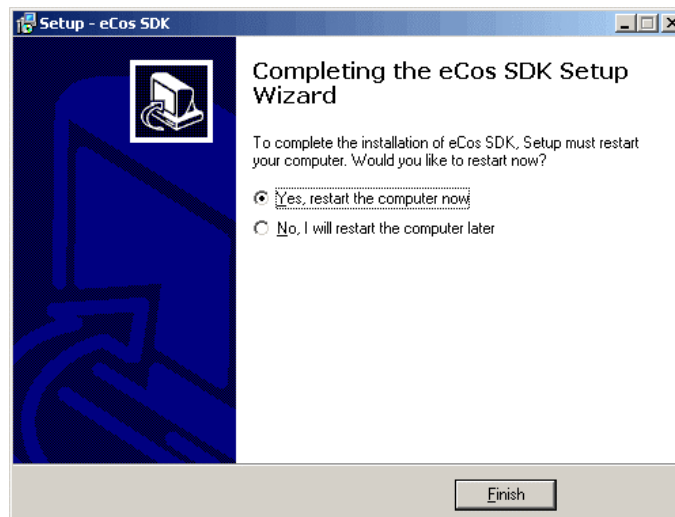 Setup - eCos SDK
Completing the eCos SDK Setup
Wizard
To complete the installation of eCos SDK, Setup must restart
your computer. Would you like to restart now?
Yes, restart the computer now
No, I will restart the computer later
Finish